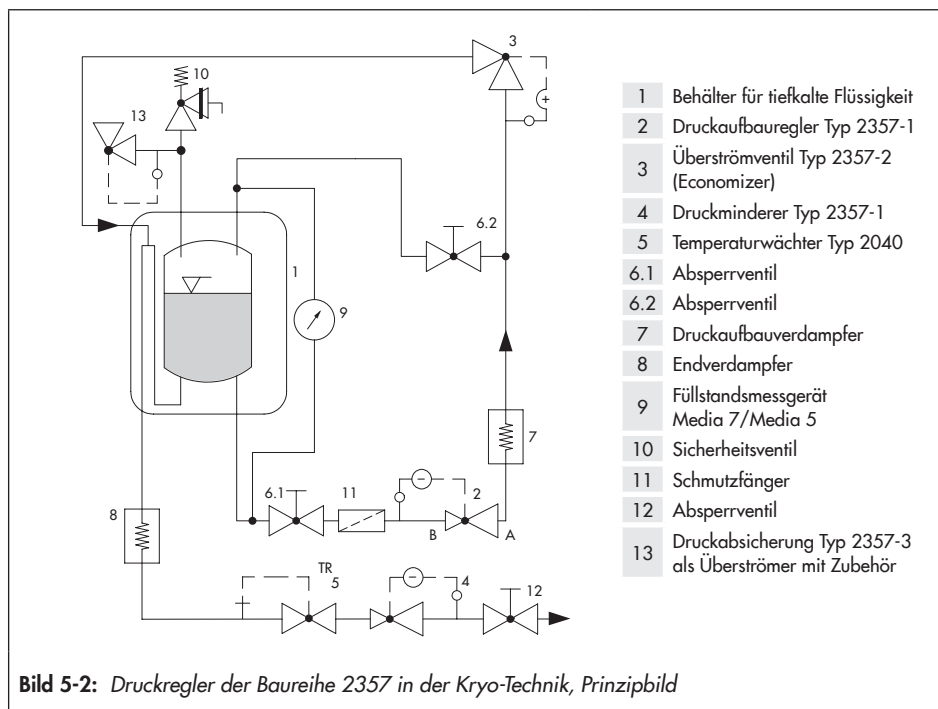 3
10
13
6.2
1
9
7
6.1
11
2
B
A
8
TR
5
4
12
1 Behälter für tiefkalte Flüssigkeit
2 Druckaufbauregler Typ 2357-1
3 Überströmventil Typ 2357-2
(Economizer)
4 Druckminderer Typ 2357-1
5 Temperaturwächter Typ 2040
6.1 Absperrventil
6.2 Absperrventil
7 Druckaufbauverdampfer
8 Endverdampfer
9 Füllstandsmessgerät
Media 7/Media 5
10 Sicherheitsventil
11 Schmutzfänger
12 Absperrventil
13 Druckabsicherung Typ 2357-3
als Überströmer mit Zubehör
Bild 5-2: Druckregler der Baureihe 2357 in der Kryo-Technik, Prinzipbild